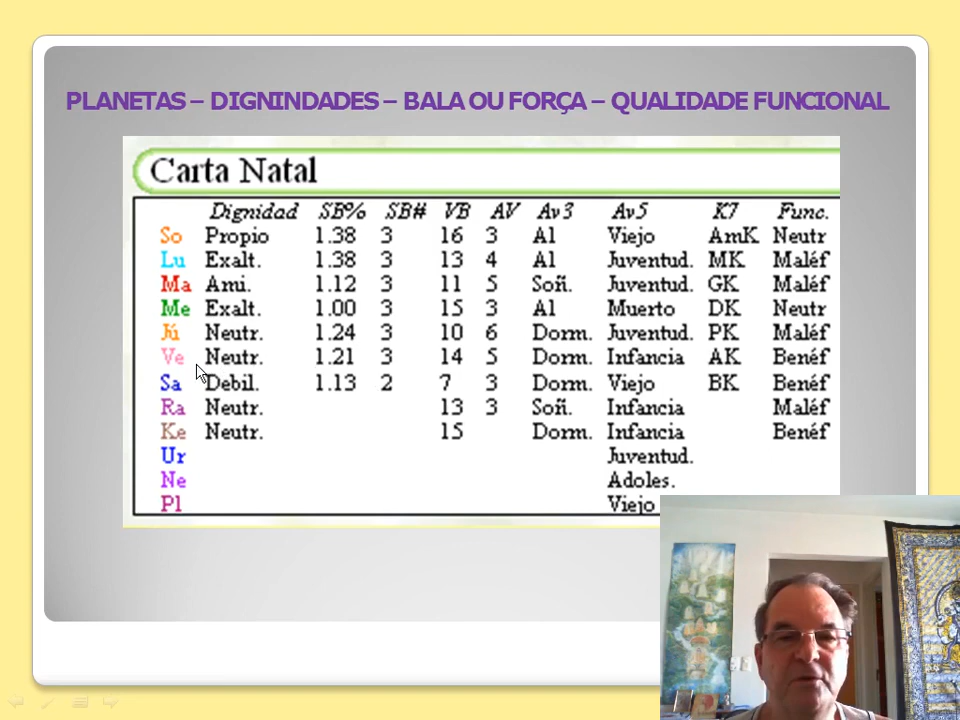 PLANETAS – DIGNINDADES – BALA OU FORÇA – QUALIDADE FUNCIONAL
Carta Natal
Dignidad SB% SB# VB AV Av3 Av5 K7 Func.
So Propio 1.38 3 16 3 Al Viejo AmK Neutr
Lu Exalt. 1.38 3 13 4 Al Juventud. MK Maléf
Ma Ami. 1.12 3 11 5 Soñ. Juventud. GK Maléf
Me Exalt. 1.00 3 15 3 Al Muerto DK Neutr
Jú Neutr. 1.24 3 10 6 Dorm. Juventud. PK Maléf
Ve Neutr. 1.21 3 14 5 Dorm. Infancia AK Benéf
Sa Debil. 1.13 2 7 3 Dorm. Viejo BK Benéf
Ra Neutr. 13 3 Soñ. Infancia Maléf
Ke Neutr. 15 Dorm. Infancia Benéf
Ur Juventud.
Ne Adoles.
Pl Viejo